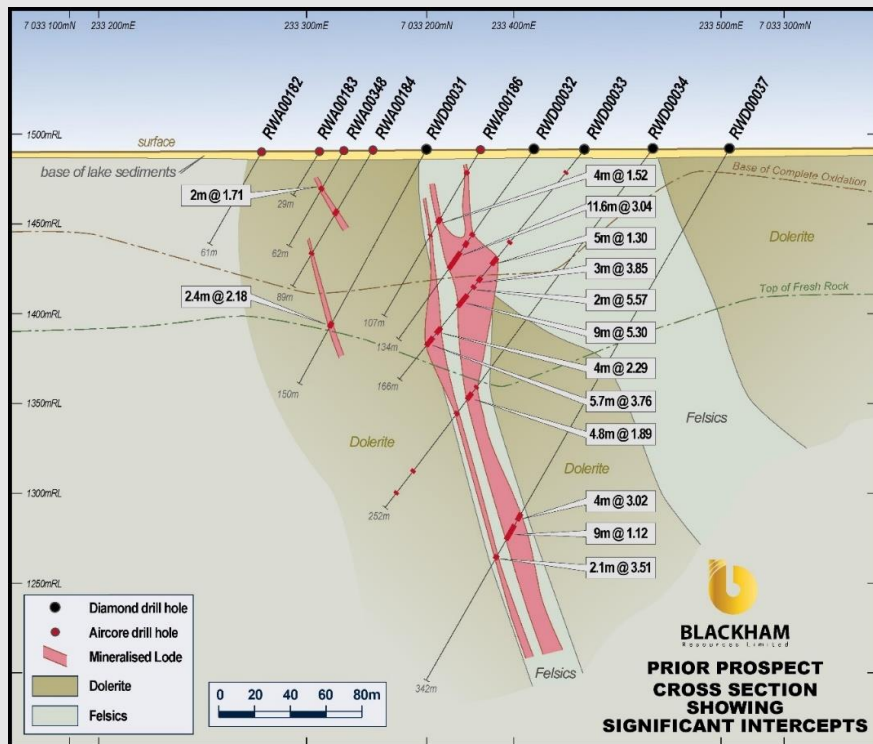 7 033 100mN
233 200mE
233 300mE
7 033 200mN
233 400mE
233 500mE
7 033 300mN
RWA00182
RWA00183
RWA00348
RWA00184
RWD00031
RWA00186
RWD00032
RWD00033
RWD00034
RWD00037
1500mRL
surface
base of lake sediments
Base of Complete Oxidation
4m @ 1.52
2m @ 1.71
29m
11.6m @ 3.04
1450mRL
61m
62m
5m @ 1.30
Dolerite
3m @ 3.85
89m
Top of Fresh Rock
2.4m @ 2.18
2m @ 5.57
1400mRL
107m
9m @ 5.30
134m
4m @ 2.29
166m
150m
5.7m @ 3.76
1350mRL
Felsics
4.8m @ 1.89
Dolerite
Dolerite
1300mRL
4m @ 3.02
252m
9m @ 1.12
2.1m @ 3.51
1250mRL
Diamond drill hole
Aircore drill hole
Mineralised Lode
Dolerite
Felsics
0 20 40 60 80m
342m
Felsics
BLACKHAM
Resources Limited
PRIOR PROSPECT
CROSS SECTION
SHOWING
SIGNIFICANT INTERCEPTS